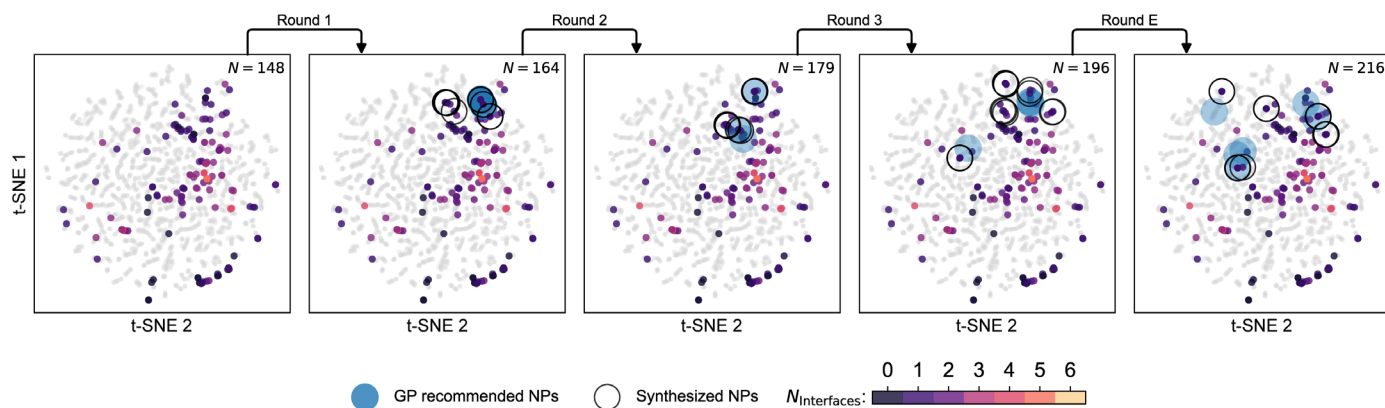 Round 1
Round 2
Round 3
Round E
N = 148
N = 164
N = 179
N = 196
N = 216
t-SNE 1
t-SNE 2
t-SNE 2
t-SNE 2
t-SNE 2
t-SNE 2
GP recommended NPs
Synthesized NPs
N_Interfaces:
0 1 2 3 4 5 6